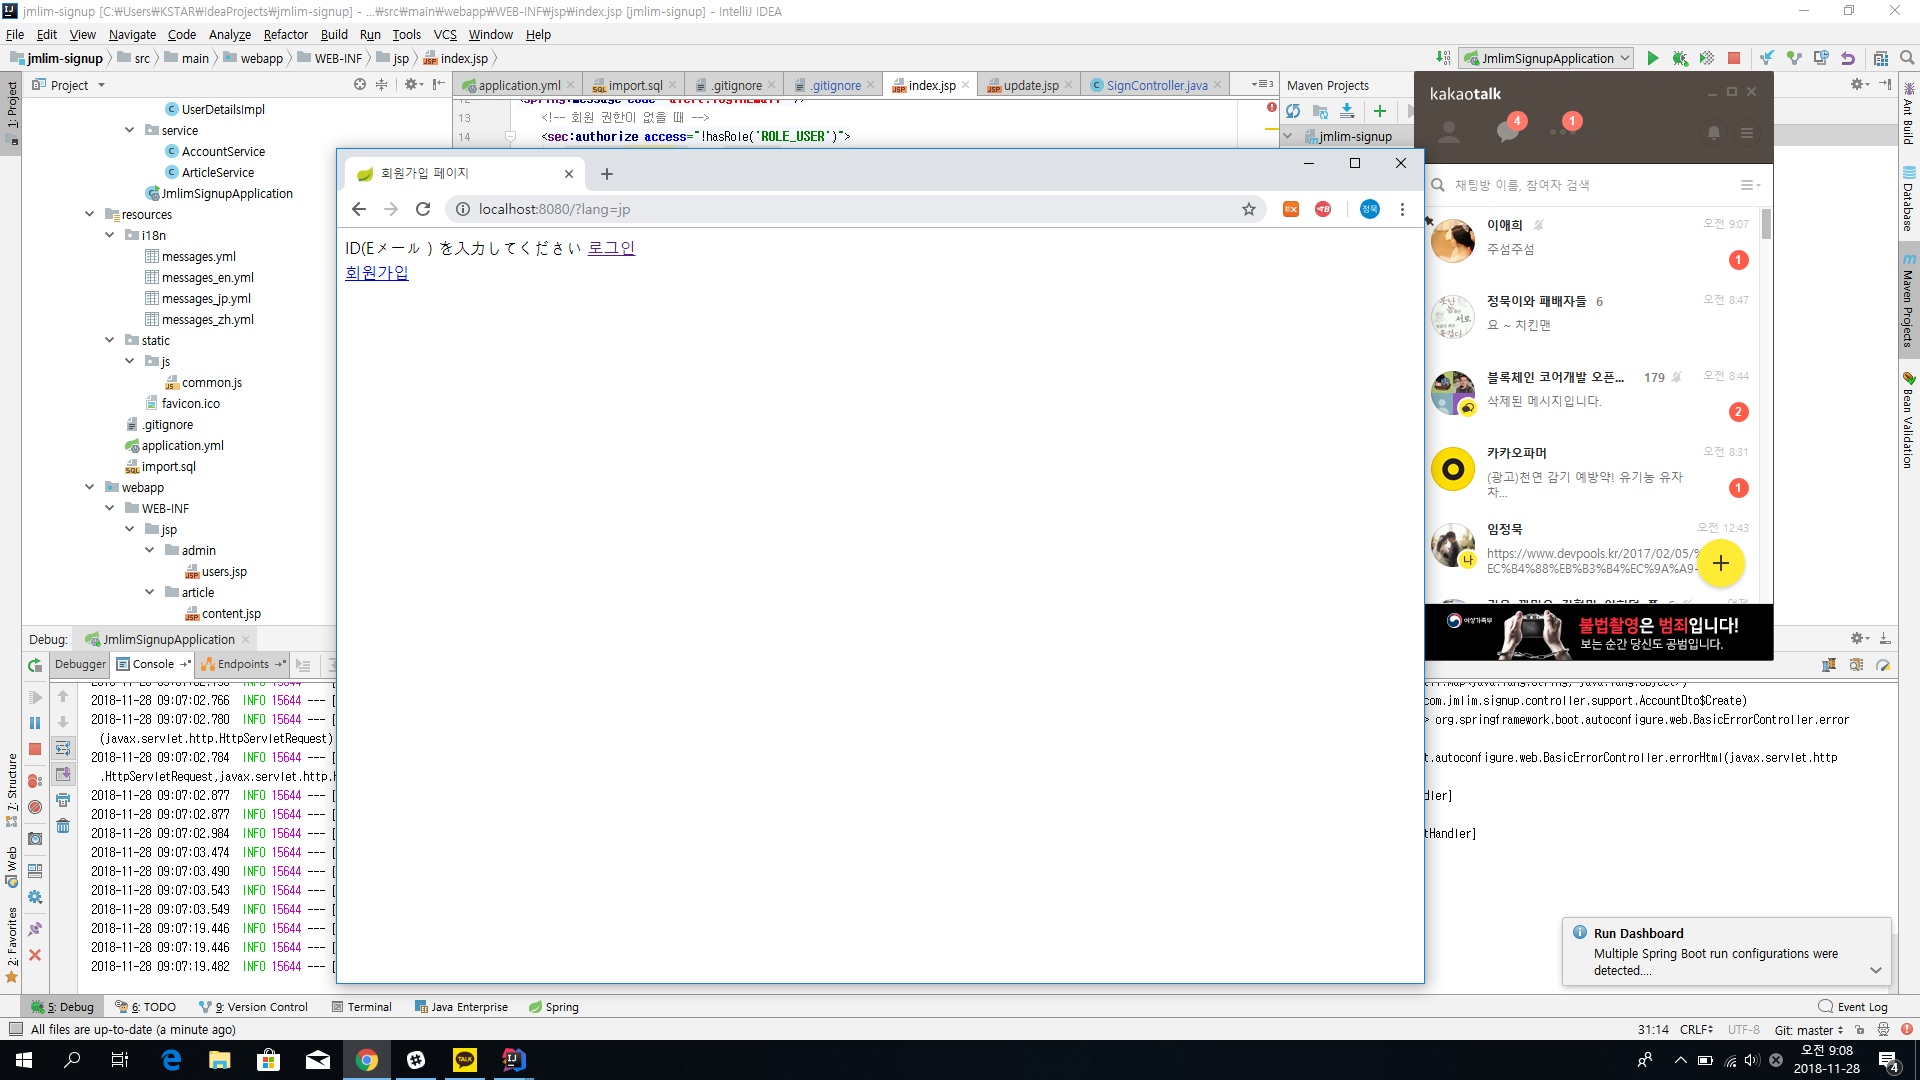 jmlim-signup [C:￦Users￦KSTAR￦IdeaProjects￦jmlim-signup] - ...￦src￦main￦webapp￦WEB-INF￦jsp￦index.jsp [jmlim-signup] - IntelliJ IDEA
File Edit View Navigate Code Analyze Refactor Build Run Tools VCS Window Help
jmlim-signup src main webapp WEB-INF jsp index.jsp
JmlimSignupApplication
Project
application.yml import.sql .gitignore .gitignore index.jsp update.jsp SignController.java
Maven Projects
jmlim-signup
13 <!-- 회원 권한이 없을 때 -->
14 <sec:authorize access="!hasRole('ROLE_USER')">
1: Project
UserDetailsImpl
service
AccountService
ArticleService
JmlimSignupApplication
resources
i18n
messages.yml
messages_en.yml
messages_jp.yml
messages_zh.yml
static
js
common.js
favicon.ico
.gitignore
application.yml
import.sql
webapp
WEB-INF
jsp
admin
users.jsp
article
content.jsp
회원가입 페이지
localhost:8080/?lang=jp
정묵
ID(Eメール ) を入力してください 로그인
회원가입
kakaotalk
4
1
채팅방 이름, 참여자 검색
이애희 오전 9:07
주섬주섬
1
정묵이와 패배자들 6 오전 8:47
요 ~ 치킨맨
블록체인 코어개발 오픈... 179 오전 8:44
삭제된 메시지입니다.
2
카카오파머 오전 8:31
(광고)천연 감기 예방약! 유기농 유자
차...
1
임정묵 오전 12:43
나
https://www.devpools.kr/2017/02/05/%
EC%B4%88%EB%B3%B4%EC%9A%A9-
여성가족부
불법촬영은 범죄입니다!
보는 순간 당신도 공범입니다.
Ant Build
Database
Maven Projects
Bean Validation
Debug: JmlimSignupApplication
Debugger Console Endpoints
2018-11-28 09:07:02.766 INFO 15644 --- [
com.jmlim.signup.controller.support.AccountDto$Create)
2018-11-28 09:07:02.780 INFO 15644 --- [
> org.springframework.boot.autoconfigure.web.BasicErrorController.error
(javax.servlet.http.HttpServletRequest)
2018-11-28 09:07:02.784 INFO 15644 --- [
t.autoconfigure.web.BasicErrorController.errorHtml(javax.servlet.http
.HttpServletRequest,javax.servlet.http.H
2018-11-28 09:07:02.877 INFO 15644 --- [
ndler]
2018-11-28 09:07:02.877 INFO 15644 --- [
2018-11-28 09:07:02.984 INFO 15644 --- [
tHandler]
2018-11-28 09:07:03.474 INFO 15644 --- [
2018-11-28 09:07:03.490 INFO 15644 --- [
2018-11-28 09:07:03.543 INFO 15644 --- [
2018-11-28 09:07:03.549 INFO 15644 --- [
2018-11-28 09:07:19.446 INFO 15644 --- [
2018-11-28 09:07:19.446 INFO 15644 --- [
2018-11-28 09:07:19.482 INFO 15644 --- [
7: Structure
Web
2: Favorites
Run Dashboard
Multiple Spring Boot run configurations were
detected....
5: Debug 6: TODO 9: Version Control Terminal Java Enterprise Spring
Event Log
All files are up-to-date (a minute ago)
31:14 CRLF UTF-8 Git: master
TALK
오전 9:08
2018-11-28
4